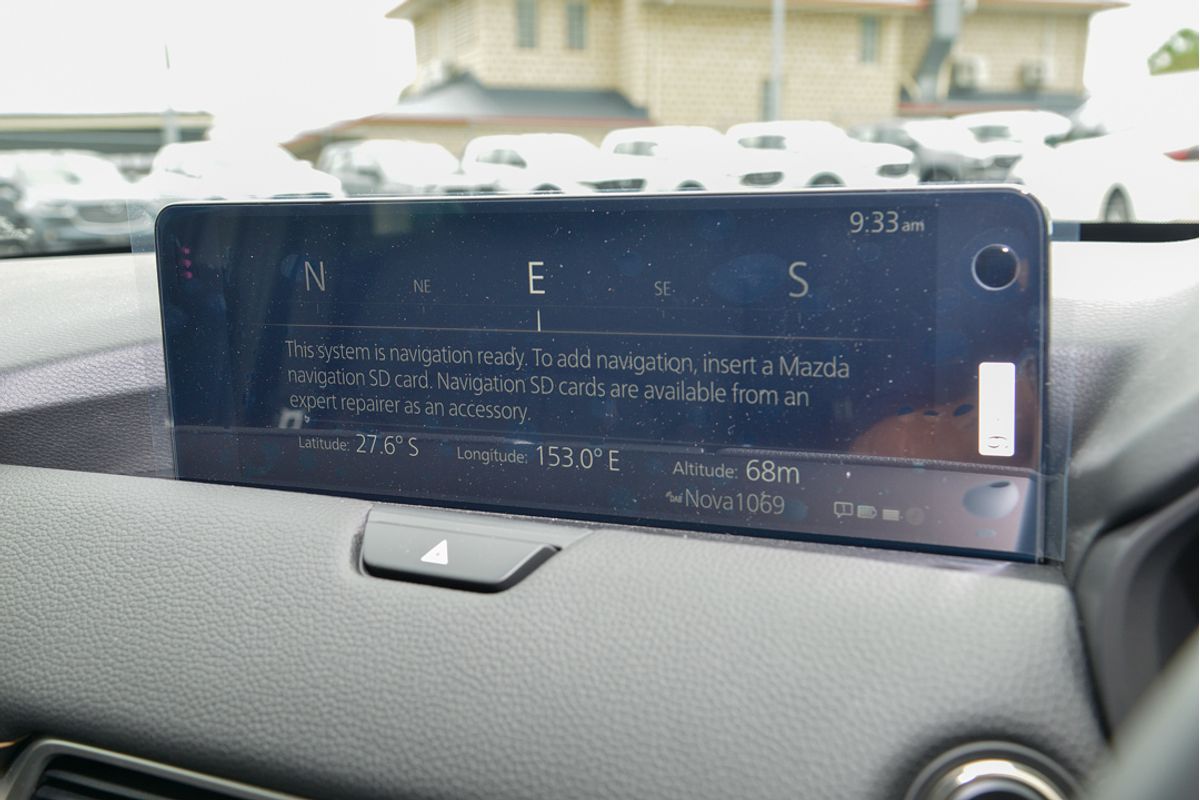 9:33am
N NE E SE S
This system is navigation ready. To add navigation, insert a Mazda
navigation SD card. Navigation SD cards are available from an
expert repairer as an accessory.
Latitude: 27.6° S Longitude: 153.0° E Altitude: 68m
DAB Nova1069